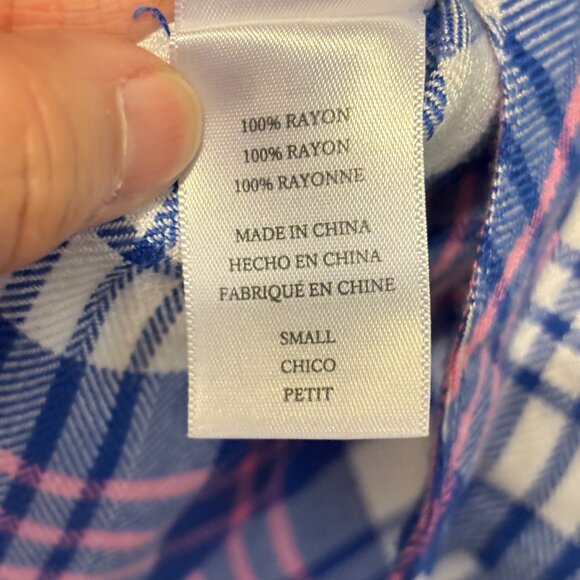 100% RAYON
100% RAYON
100% RAYONNE
MADE IN CHINA
HECHO EN CHINA
FABRIQUÉ EN CHINE
SMALL
CHICO
PETIT